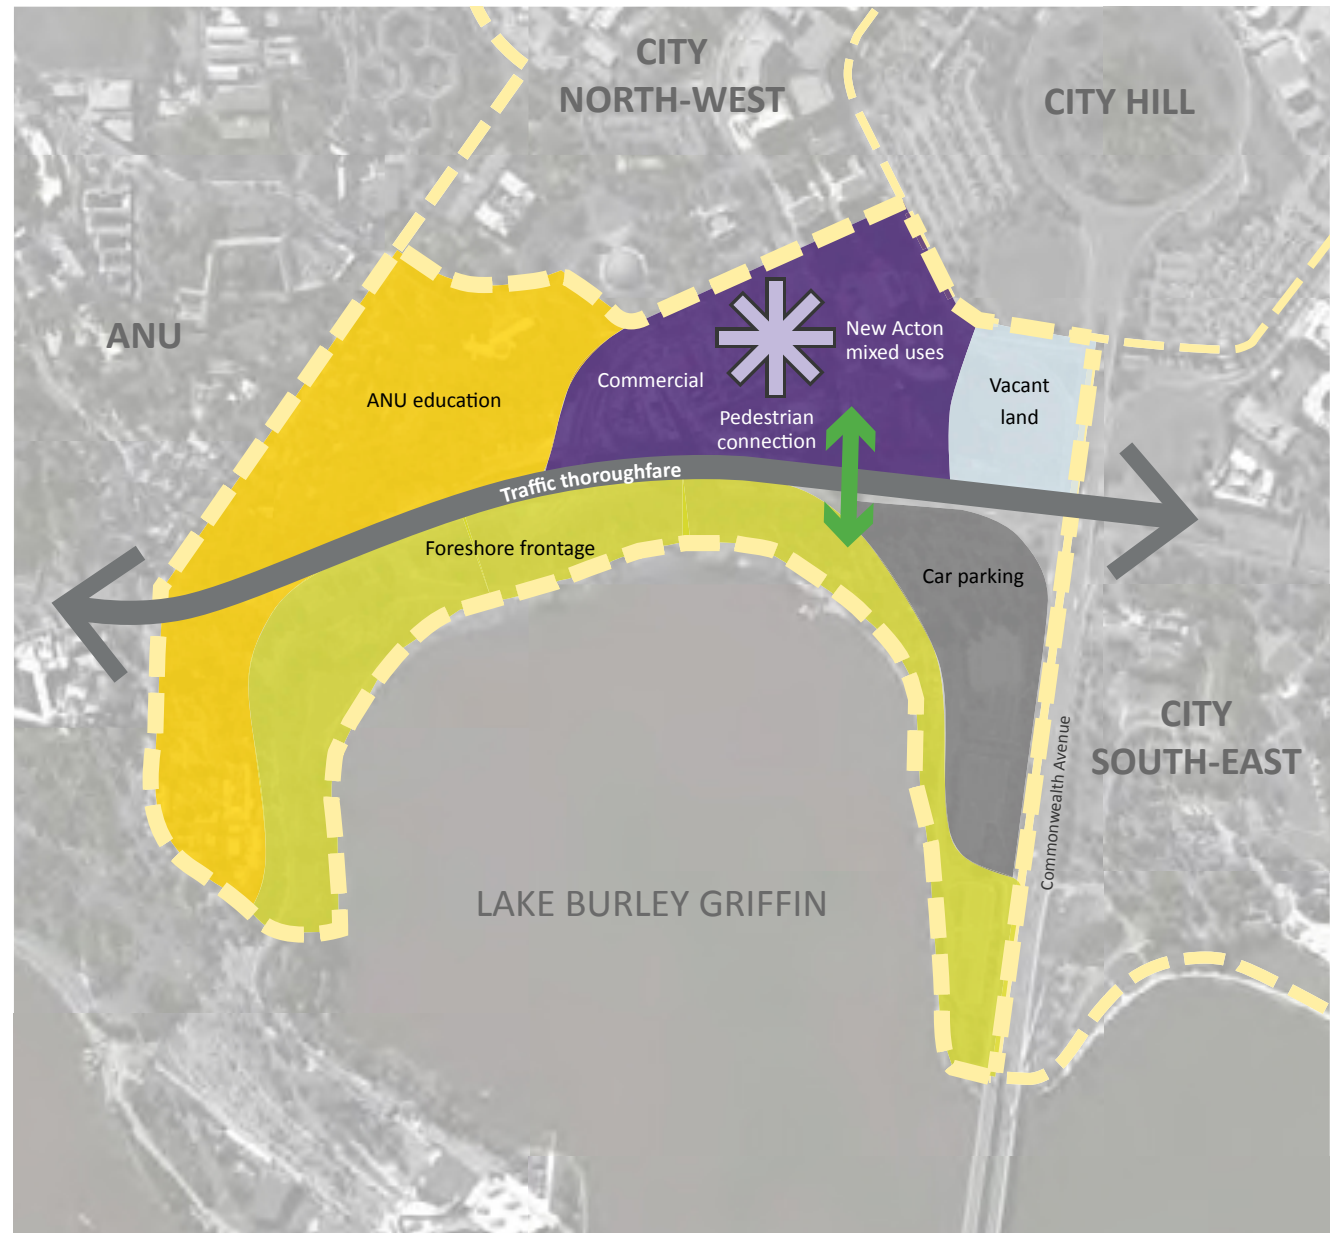 CITY
NORTH-WEST
CITY HILL
ANU
New Acton
mixed uses
Commercial
Vacant
land
ANU education
Pedestrian
connection
Traffic thoroughfare
Foreshore frontage
Car parking
CITY
SOUTH-EAST
Commonwealth Avenue
LAKE BURLEY GRIFFIN